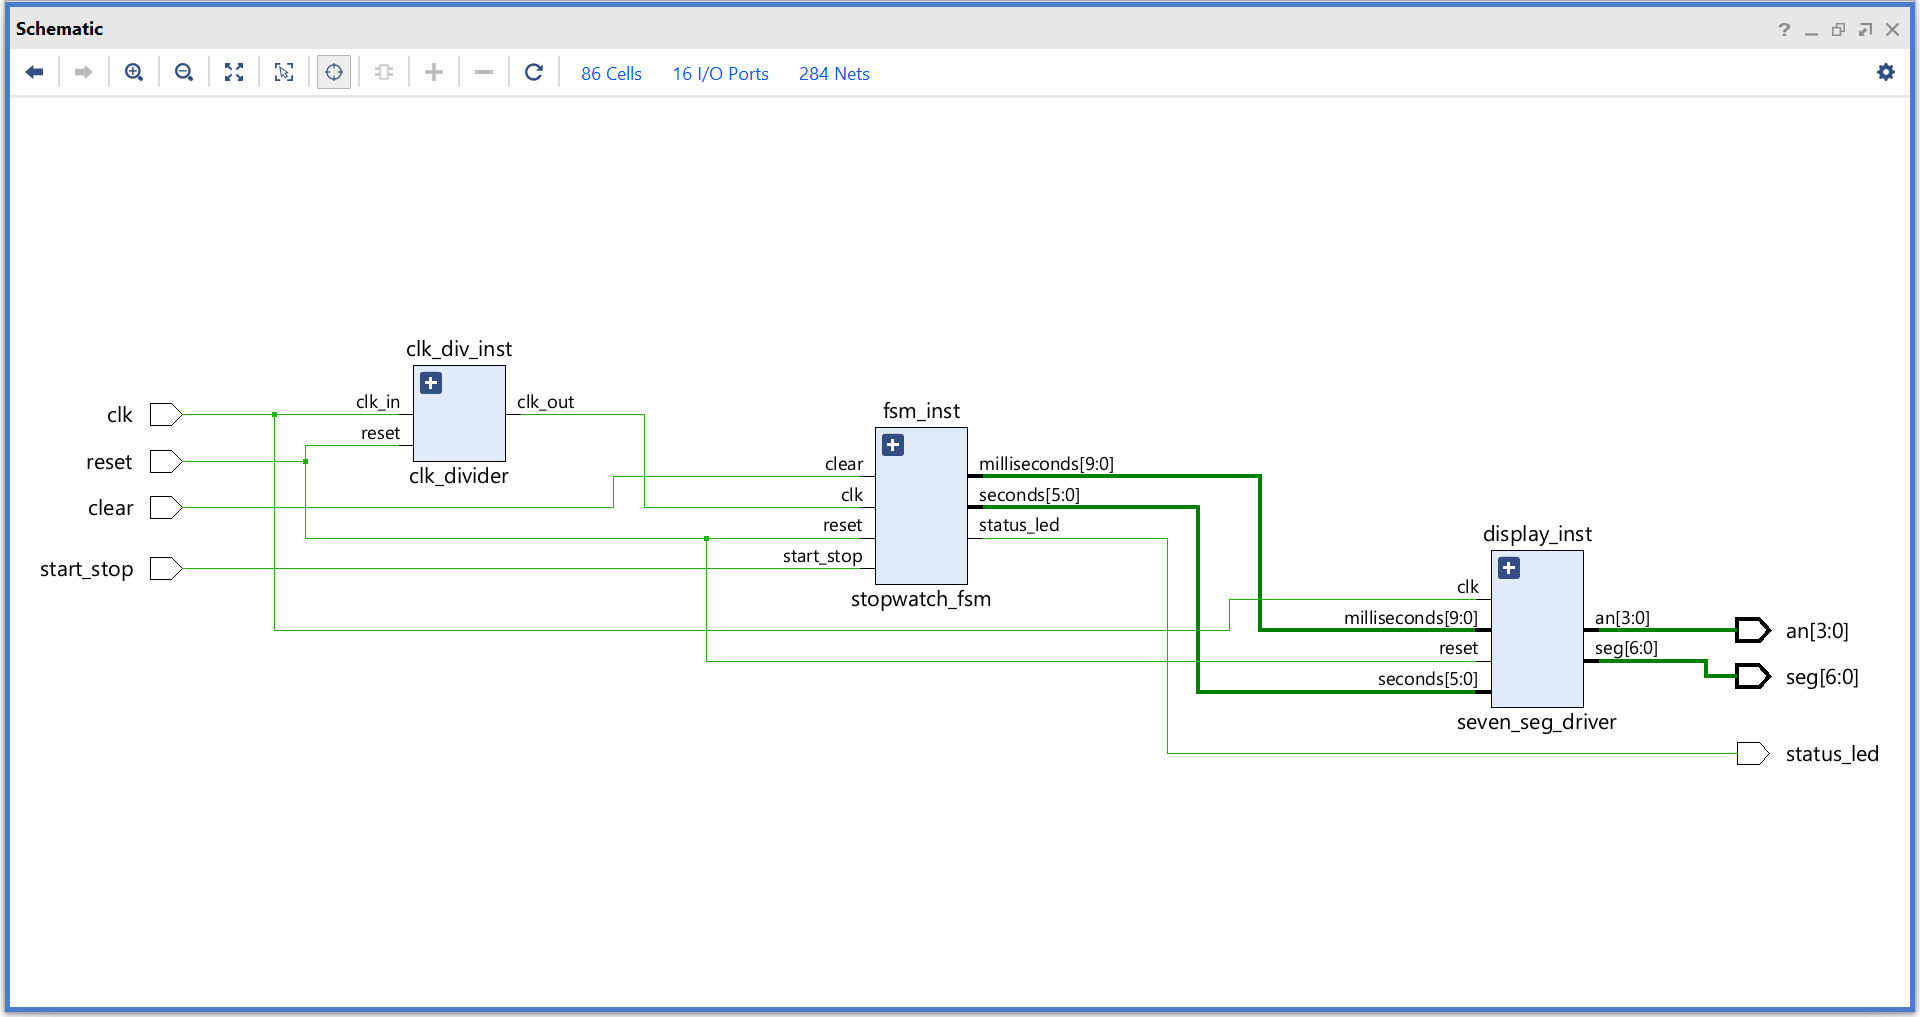 Schematic
86 Cells 16 I/O Ports 284 Nets
clk_div_inst
clk_in
clk_out
clk
reset
reset
clk_divider
clear
start_stop
fsm_inst
clear
milliseconds[9:0]
clk
seconds[5:0]
reset
status_led
start_stop
stopwatch_fsm
display_inst
clk
milliseconds[9:0]
an[3:0]
an[3:0]
reset
seg[6:0]
seconds[5:0]
seg[6:0]
seven_seg_driver
status_led